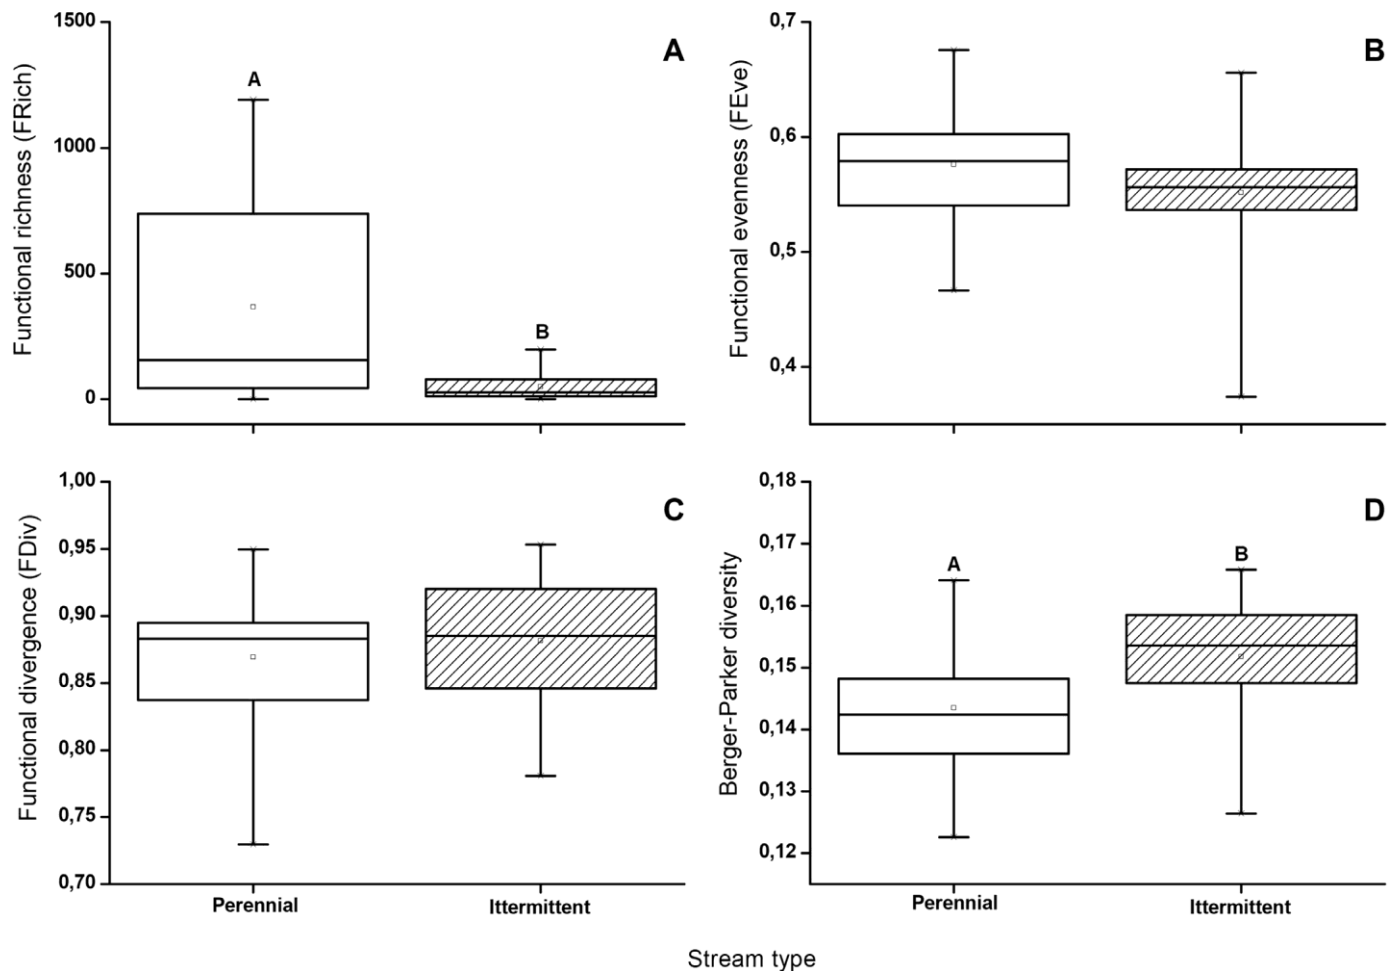 A
Functional richness (FRich)
1500
1000
500
0
A
B
B
Functional evenness (FEve)
0,7
0,6
0,5
0,4
C
Functional divergence (FDiv)
1,00
0,95
0,90
0,85
0,80
0,75
0,70
Perennial
Ittermittent
D
Berger-Parker diversity
0,18
0,17
0,16
0,15
0,14
0,13
0,12
A
B
Perennial
Ittermittent
Stream type